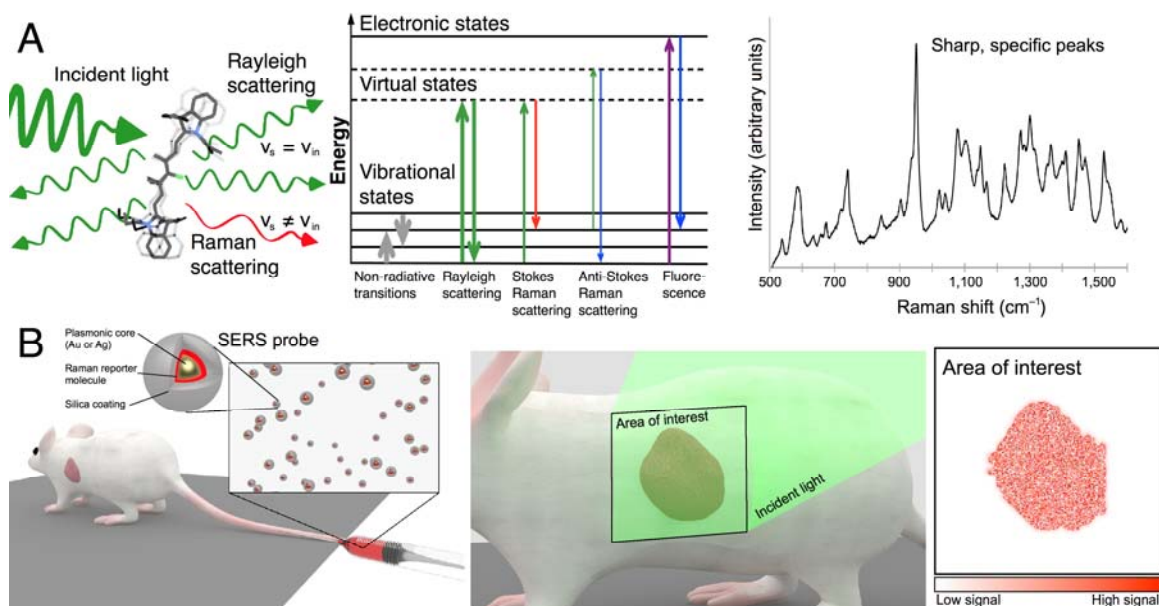 A
Incident light
Rayleigh
scattering
νs = νin
νs ≠ νin
Raman
scattering
Energy
Electronic states
Virtual states
Vibrational
states
Non-radiative
transitions
Rayleigh
scattering
Stokes
Raman
scattering
Anti-Stokes
Raman
scattering
Fluore-
scence
Intensity (arbitrary units)
Sharp, specific peaks
500
700
900
1,100
1,300
1,500
Raman shift (cm⁻¹)
B
Plasmonic core
(Au or Ag)
Raman reporter
molecule
Silica coating
SERS probe
Area of interest
Incident light
Area of interest
Low signal
High signal